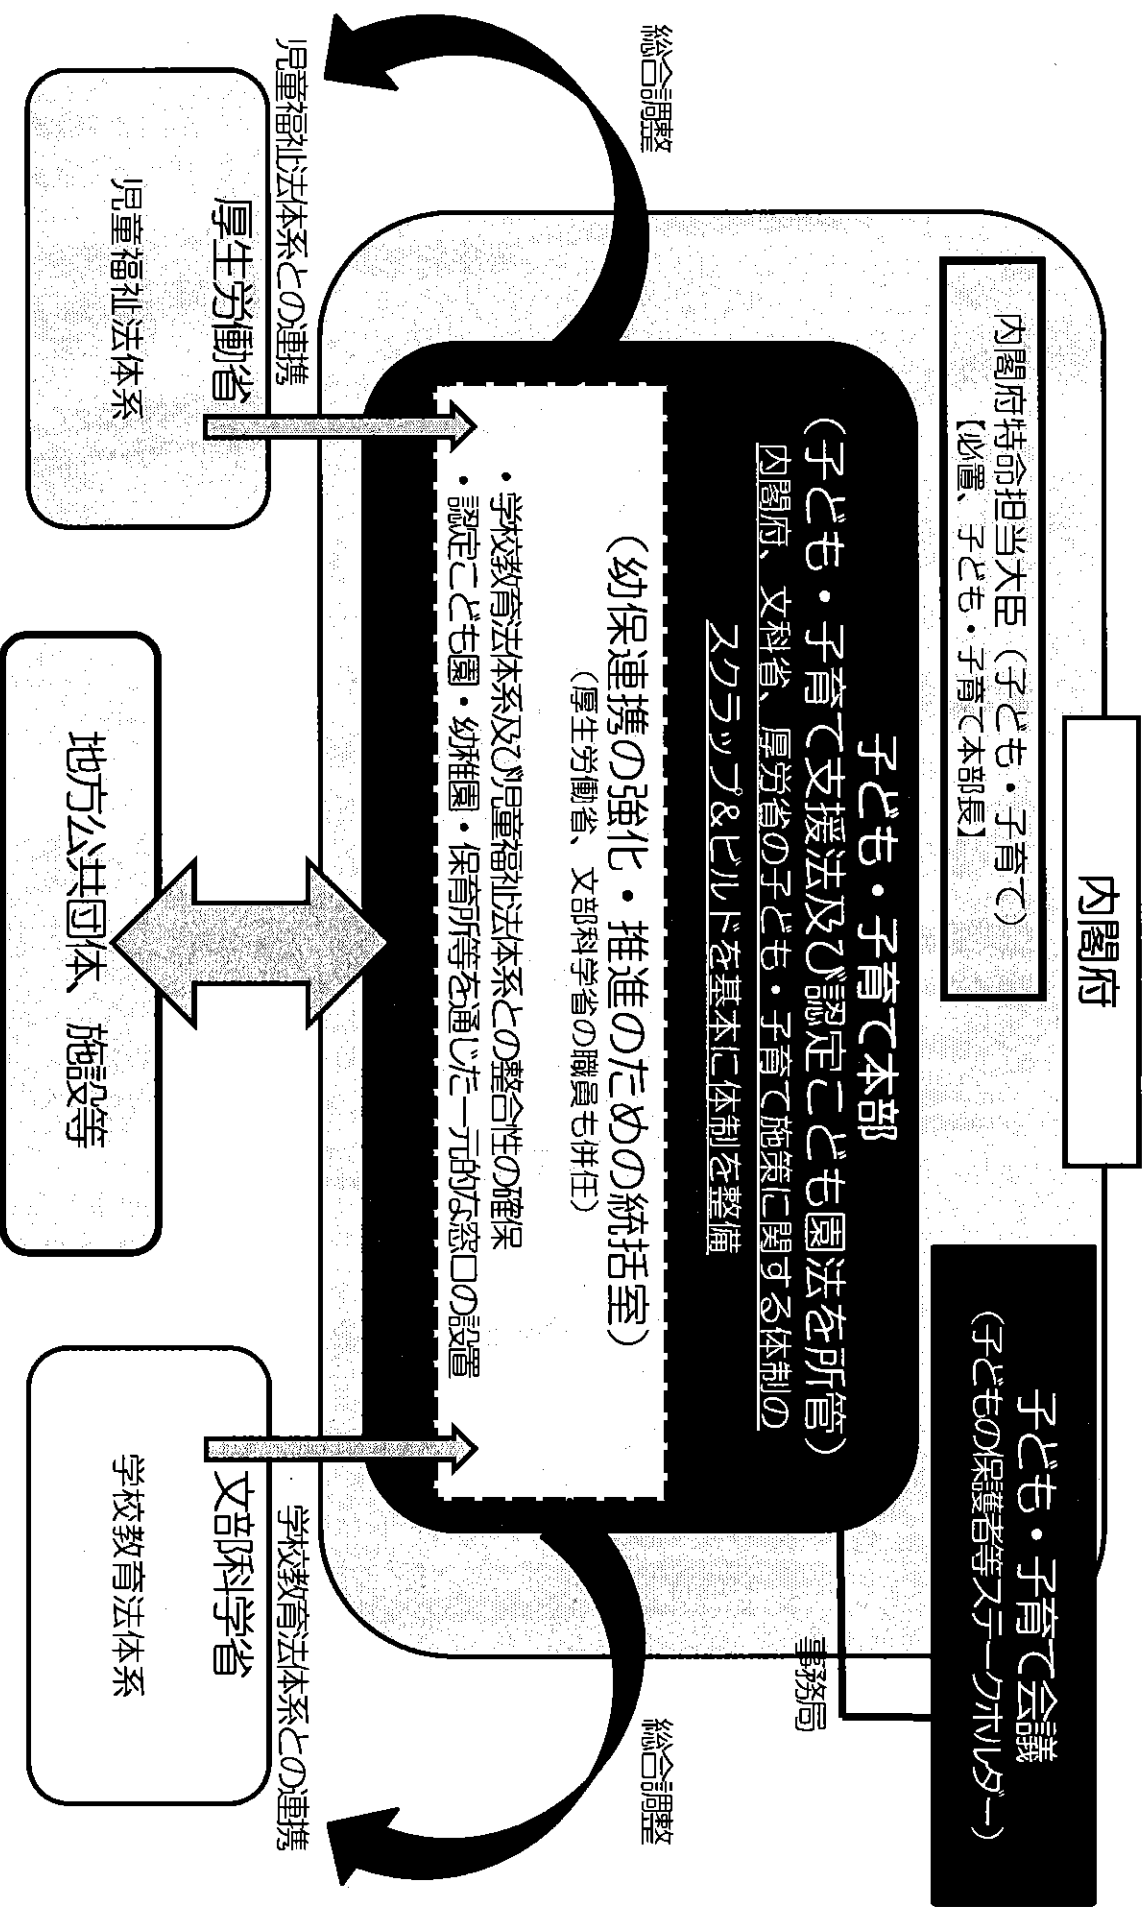 内閣府
内閣府特命担当大臣（子ども・子育て）
【必置、子ども・子育て本部長】
子ども・子育て会議
（子どもの保護者等ステークホルダー）
事務局
子ども・子育て本部
（子ども・子育て支援法及び認定こども園法を所管）
内閣府、文科省、厚労省の子ども・子育て施策に関する体制の
スクラップ&ビルドを基本に体制を整備
（幼保連携の強化・推進のための統括室）
（厚生労働省、文部科学省の職員も併任）
・学校教育法体系及び児童福祉法体系との整合性の確保
・認定こども園・幼稚園・保育所等を通じた一元的な窓口の設置
総合調整
総合調整
児童福祉法体系との連携
学校教育法体系との連携
厚生労働省
児童福祉法体系
地方公共団体、施設等
文部科学省
学校教育法体系